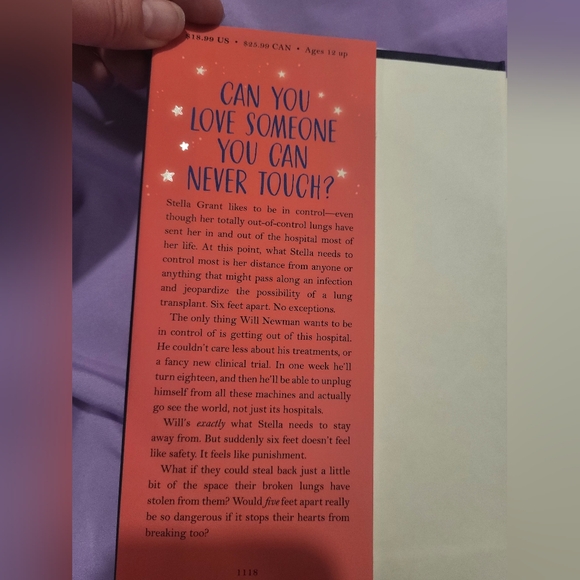 $19.99 US • $25.99 CAN • Ages 12 up
CAN YOU
LOVE SOMEONE
YOU CAN
NEVER TOUCH?
Stella Grant likes to be in control—even
though her totally out-of-control lungs have
sent her in and out of the hospital most of
her life. At this point, what Stella needs to
control most is her distance from anyone or
anything that might pass along an infection
and jeopardize the possibility of a lung
transplant. Six feet apart. No exceptions.
The only thing Will Newman wants to be
in control of is getting out of this hospital.
He couldn't care less about his treatments, or
a fancy new clinical trial. In one week he'll
turn eighteen, and then he'll be able to unplug
himself from all these machines and actually
go see the world, not just its hospitals.
Will's exactly what Stella needs to stay
away from. But suddenly six feet doesn't feel
like safety. It feels like punishment.
What if they could steal back just a little
bit of the space their broken lungs have
stolen from them? Would five feet apart really
be so dangerous if it stops their hearts from
breaking too?
1118